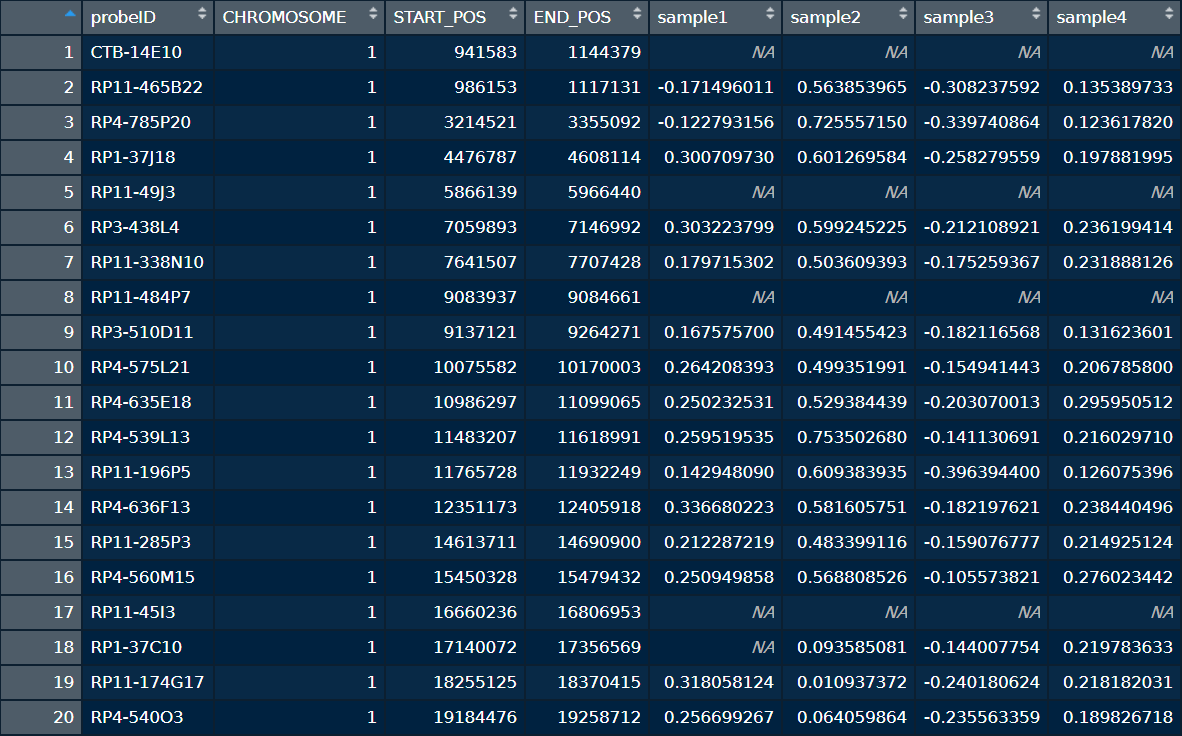 probeID CHROMOSOME START_POS END_POS sample1 sample2 sample3 sample4
1 CTB-14E10 1 941583 1144379 NA NA NA NA
2 RP11-465B22 1 986153 1117131 -0.171496011 0.563853965 -0.308237592 0.135389733
3 RP4-785P20 1 3214521 3355092 -0.122793156 0.725557150 -0.339740864 0.123617820
4 RP1-37J18 1 4476787 4608114 0.300709730 0.601269584 -0.258279559 0.197881995
5 RP11-49J3 1 5866139 5966440 NA NA NA NA
6 RP3-438L4 1 7059893 7146992 0.303223799 0.599245225 -0.212108921 0.236199414
7 RP11-338N10 1 7641507 7707428 0.179715302 0.503609393 -0.175259367 0.231888126
8 RP11-484P7 1 9083937 9084661 NA NA NA NA
9 RP3-510D11 1 9137121 9264271 0.167575700 0.491455423 -0.182116568 0.131623601
10 RP4-575L21 1 10075582 10170003 0.264208393 0.499351991 -0.154941443 0.206785800
11 RP4-635E18 1 10986297 11099065 0.250232531 0.529384439 -0.203070013 0.295950512
12 RP4-539L13 1 11483207 11618991 0.259519535 0.753502680 -0.141130691 0.216029710
13 RP11-196P5 1 11765728 11932249 0.142948090 0.609383935 -0.396394400 0.126075396
14 RP4-636F13 1 12351173 12405918 0.336680223 0.581605751 -0.182197621 0.238440496
15 RP11-285P3 1 14613711 14690900 0.212287219 0.483399116 -0.159076777 0.214925124
16 RP4-560M15 1 15450328 15479432 0.250949858 0.568808526 -0.105573821 0.276023442
17 RP11-45I3 1 16660236 16806953 NA NA NA NA
18 RP1-37C10 1 17140072 17356569 NA 0.093585081 -0.144007754 0.219783633
19 RP11-174G17 1 18255125 18370415 0.318058124 0.010937372 -0.240180624 0.218182031
20 RP4-540O3 1 19184476 19258712 0.256699267 0.064059864 -0.235563359 0.189826718